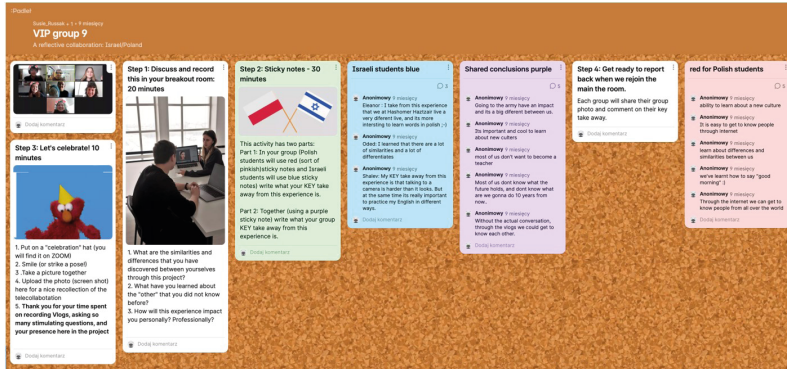 Padlet
Susie_Russak + 1 • 9 miesięcy
VIP group 9
A reflective collaboration: Israel/Poland
Dodaj komentarz
Step 3: Let's celebrate! 10
minutes
1. Put on a "celebration" hat (you
will find it on ZOOM)
2. Smile (or strike a pose!)
3 .Take a picture together
4. Upload the photo (screen shot)
here for a nice recollection of the
telecollabotation
5. Thank you for your time spent
on recording Vlogs, asking so
many stimulating questions, and
your presence here in the project
Dodaj komentarz
Step 1: Discuss and record
this in your breakout room:
20 minutes
1. What are the similarities and
differences that you have
discovered between yourselves
through this project?
2. What have you learned about
the "other" that you did not know
before?
3. How will this experience impact
you personally? Professionally?
Dodaj komentarz
Step 2: Sticky notes - 30
minutes
This activity has two parts:
Part 1: In your group (Polish
students will use red (sort of
pinkish)sticky notes and Israeli
students will use blue sticky
notes) write what your KEY take
away from this experience is.
Part 2: Together (using a purple
sticky note) write what your group
KEY take away from this
experience is.
Dodaj komentarz
Israeli students blue
3
Anonimowy 9 miesięcy
Eleanor : I take from this experience
that we at Hashomer Hatzair live a
very diferent live, and its more
intersting to learn words in polish ;-)
Anonimowy 9 miesięcy
Oded: I learned that there are a lot
of similarities and a lot of
differentiates
Anonimowy 9 miesięcy
Shalev: My KEY take away from this
experience is that talking to a
camera is harder than it looks. But
at the same time its really important
to practice my English in different
ways.
Dodaj komentarz
Shared conclusions purple
5
Anonimowy 9 miesięcy
Going to the army have an impact
and its a big diferent between us.
Anonimowy 9 miesięcy
Its important and cool to learn
about new culters
Anonimowy 9 miesięcy
most of us don't want to become a
teacher
Anonimowy 9 miesięcy
Most of us dont know what the
future holds, and dont know what
are we gonna do 10 years from
now..
Anonimowy 9 miesięcy
Without the actual conversation,
through the vlogs we could get to
know each other.
Dodaj komentarz
Step 4: Get ready to report
back when we rejoin the
main the room.
Each group will share their group
photo and comment on their key
take away.
Dodaj komentarz
red for Polish students
5
Anonimowy 9 miesięcy
ability to learn about a new culture
Anonimowy 9 miesięcy
It is easy to get to know people
through internet
Anonimowy 9 miesięcy
learn about differences and
similarities between us
Anonimowy 9 miesięcy
we've learnt how to say "good
morning" :)
Anonimowy 9 miesięcy
Through the internet we can get to
know people from all over the world
Dodaj komentarz